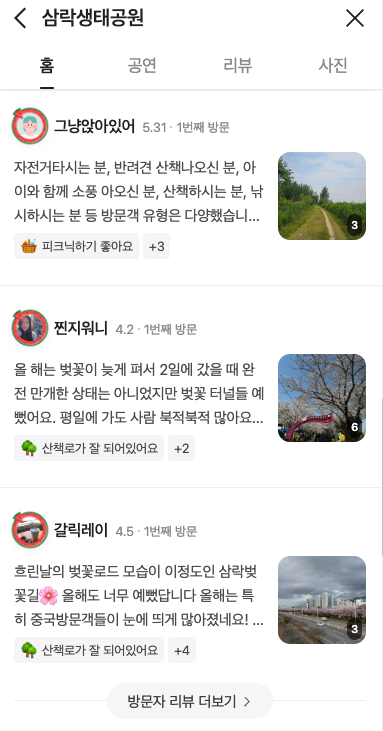 삼락생태공원
홈 공연 리뷰 사진
그냥앉아있어 5.31 · 1번째 방문
자전거타시는 분, 반려견 산책나오신 분, 아
이와 함께 소풍 아오신 분, 산책하시는 분, 낚
시하시는 분 등 방문객 유형은 다양했습니...
3
피크닉하기 좋아요 +3
찐지워니 4.2 · 1번째 방문
올 해는 벚꽃이 늦게 펴서 2일에 갔을 때 완
전 만개한 상태는 아니었지만 벚꽃 터널들 예
뻤어요. 평일에 가도 사람 북적북적 많아요...
6
산책로가 잘 되어있어요 +2
갈릭레이 4.5 · 1번째 방문
흐린날의 벚꽃로드 모습이 이정도인 삼락벚
꽃길🌸 올해도 너무 예뻤답니다 올해는 특
히 중국방문객들이 눈에 띄게 많아졌네요! ...
3
산책로가 잘 되어있어요 +4
방문자 리뷰 더보기 >